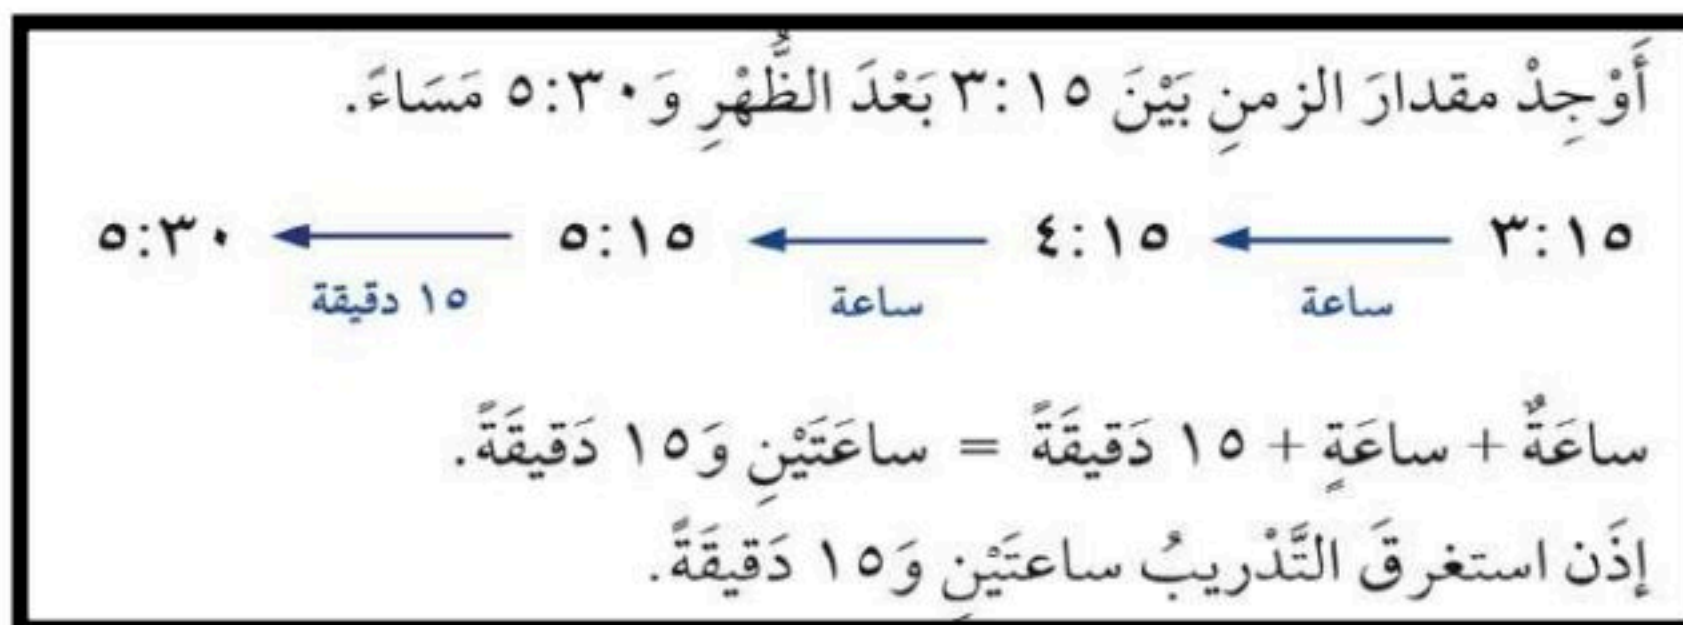 أَوْجِدْ مقدارَ الزمنِ بَيْنَ ٣:١٥ بَعْدَ الظُّهْرِ وَ٥:٣٠ مَسَاءً.
٣:١٥ ٤:١٥ ٥:١٥ ٥:٣٠
ساعة ساعة ١٥ دقيقة
ساعَةٌ + ساعَةٍ + ١٥ دَقيقَةً = ساعَتَيْنِ وَ١٥ دَقيقَةً.
إذَن استغرقَ التَّدْريبُ ساعتَيْنِ وَ١٥ دَقيقَةً.